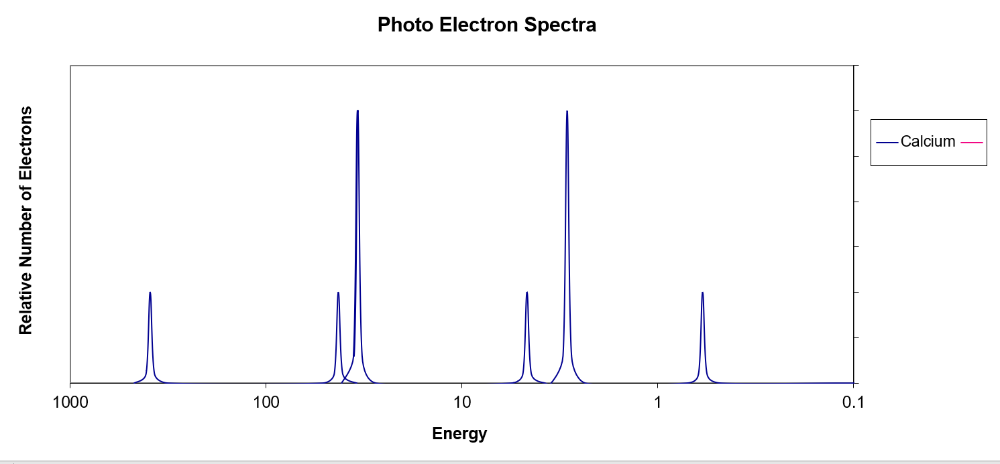 Photo Electron Spectra
Relative Number of Electrons
Calcium
1000 100 10 1 0.1
Energy